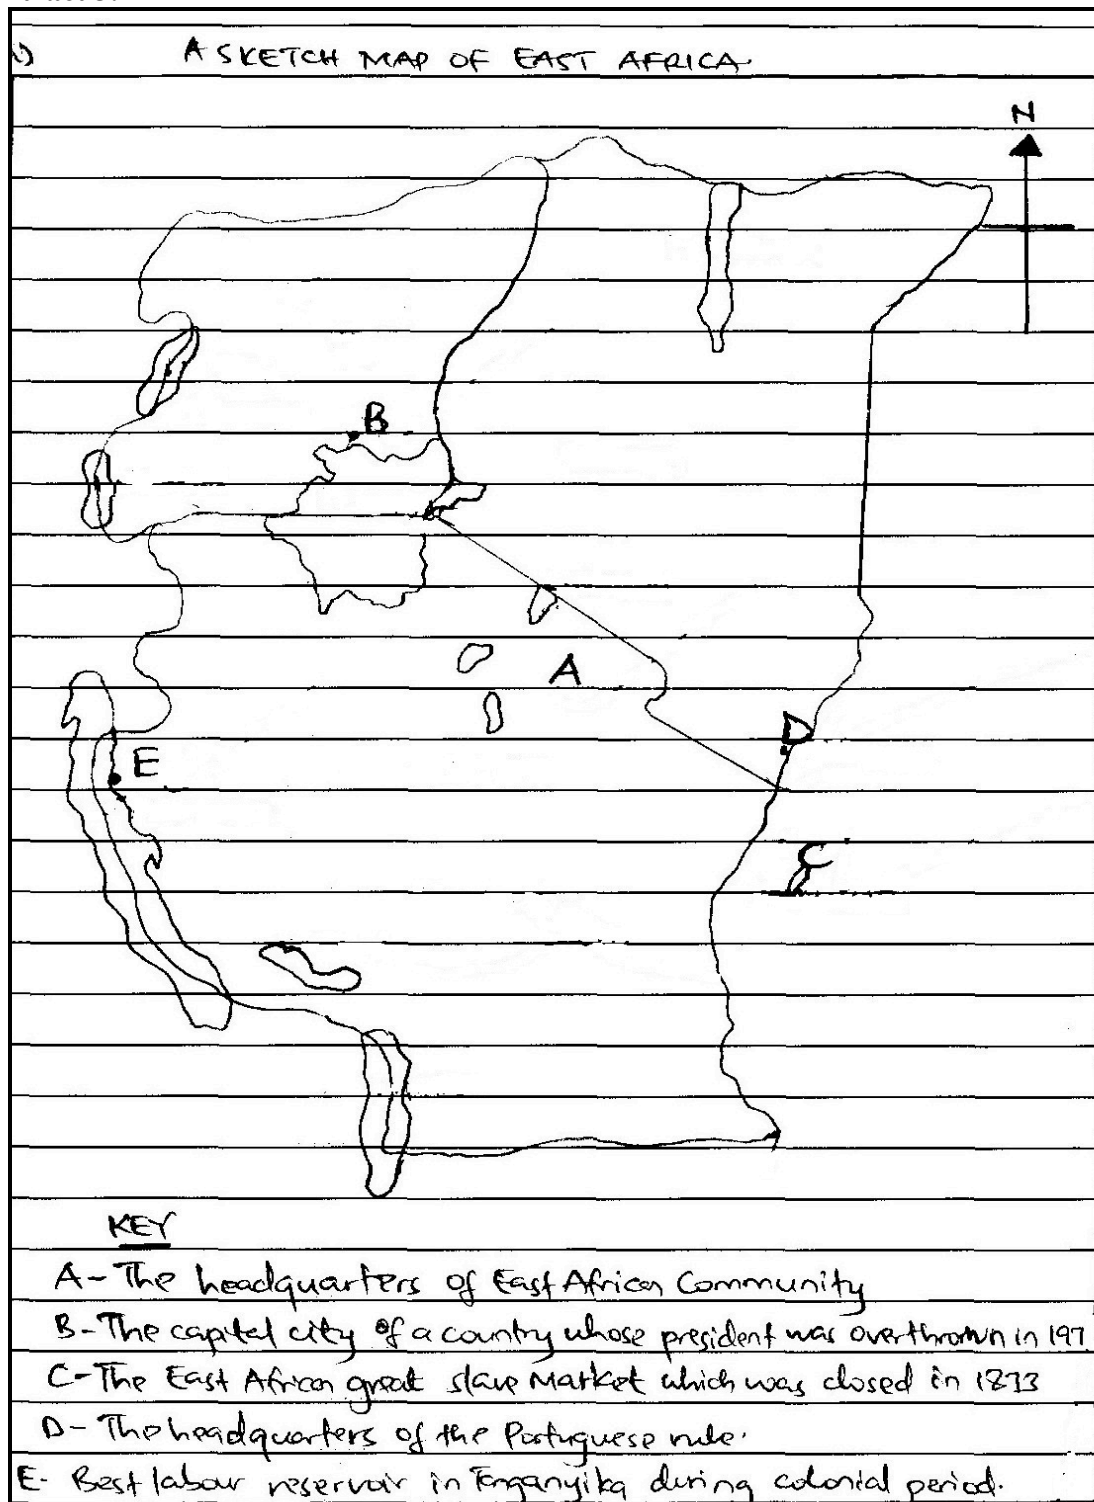 A SKETCH MAP OF EAST AFRICA.
N
B
A
D
E
C
KEY
A- The headquarters of East African Community
B- The capital city of a country whose president was overthrown in 197
C- The East African great slave Market which was closed in 1873
D- The headquarters of the Portuguese rule.
E- Best labour reservoir in Tanganyika during colonial period.